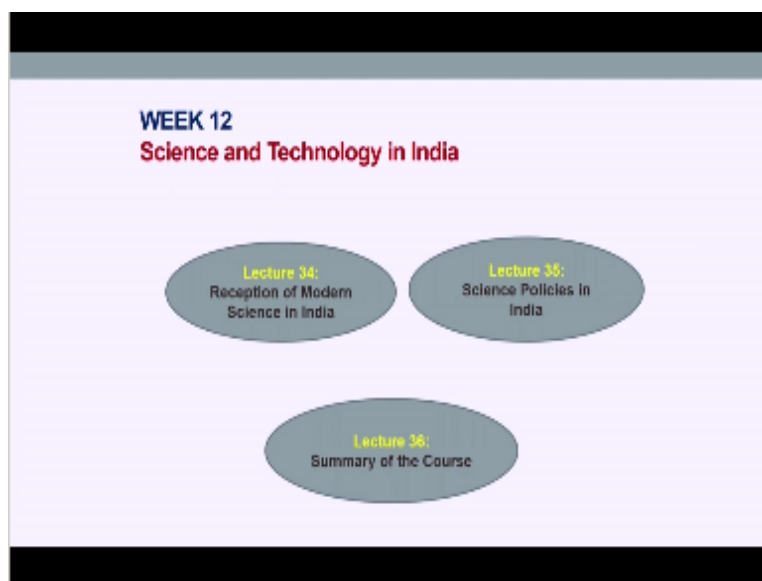 WEEK 12
Science and Technology in India
Lecture 34:
Reception of Modern
Science in India
Lecture 35:
Science Policies in
India
Lecture 36:
Summary of the Course